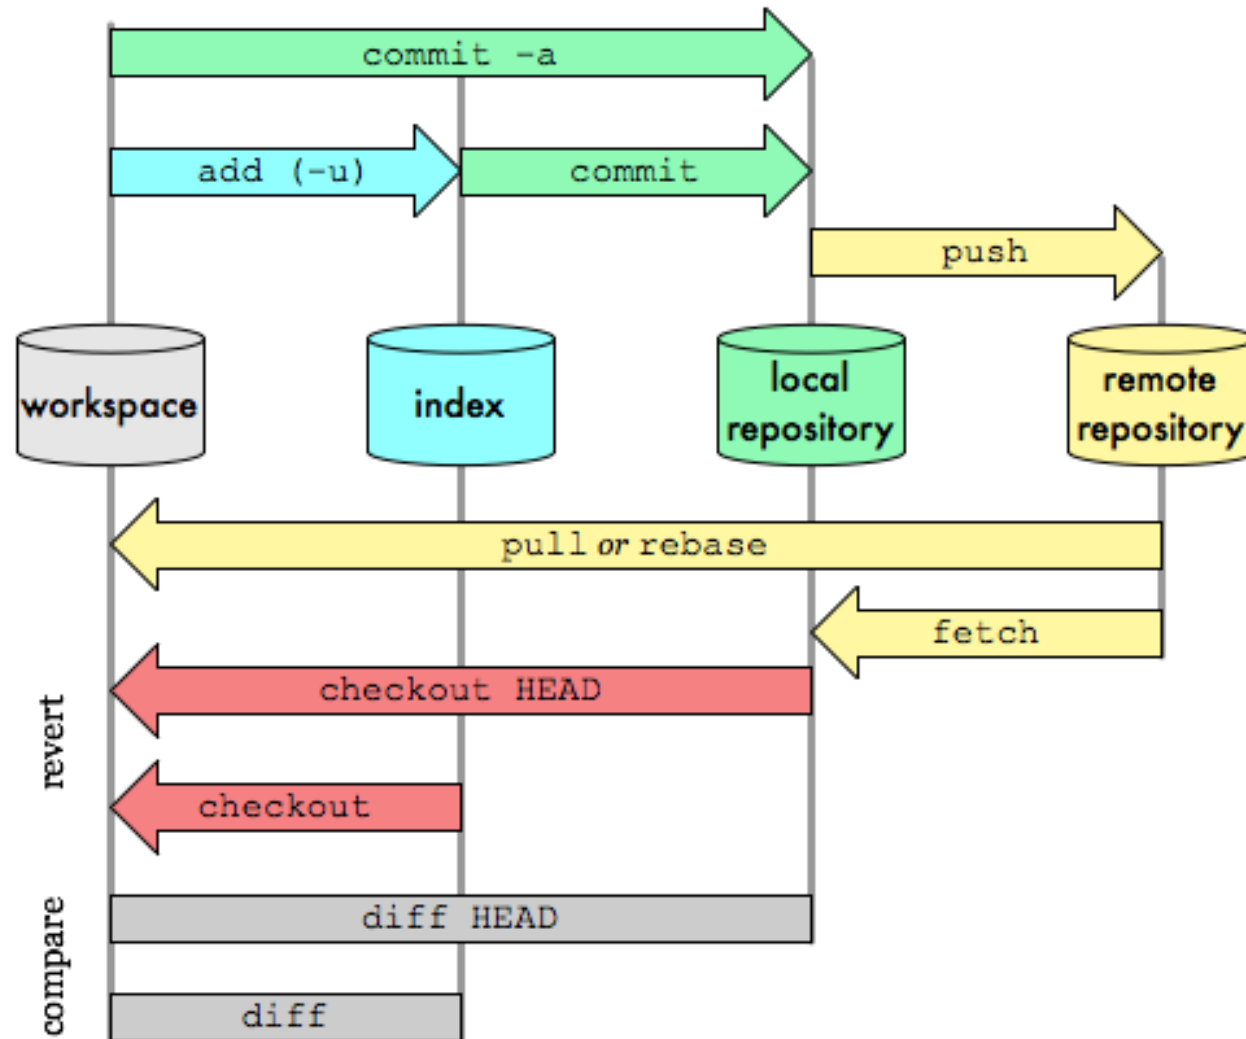 commit -a
add (-u)
commit
push
workspace
index
local
repository
remote
repository
pull or rebase
fetch
revert
checkout HEAD
checkout
compare
diff HEAD
diff